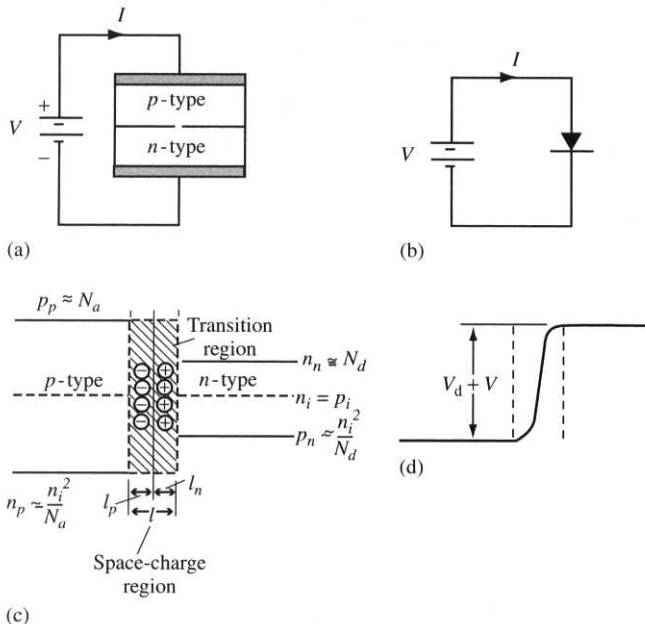 I
p-type
n-type
+
V
−
(a)
I
V
(b)
p_p ≈ N_a
Transition
region
n_n ≅ N_d
p-type
n-type
n_i = p_i
p_n ≈ n_i^2/N_d
n_p ≈ n_i^2/N_a
l_p
l_n
l
Space-charge
region
(c)
V_d + V
(d)